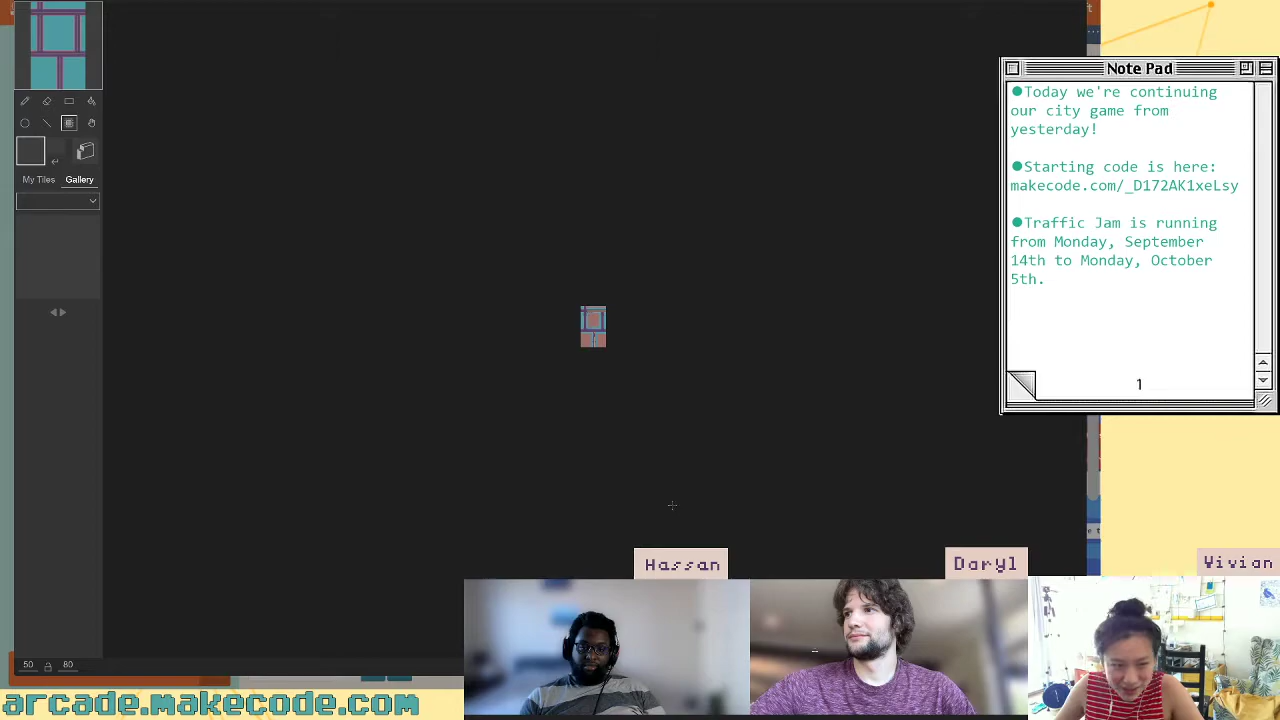 Note Pad
●Today we're continuing
our city game from
yesterday!
●Starting code is here:
makecode.com/_D172AK1xeLsy
●Traffic Jam is running
from Monday, September
14th to Monday, October
5th.
1
My Tiles Gallery
50 80
Hassan
Daryl
Vivian
arcade.makecode.com